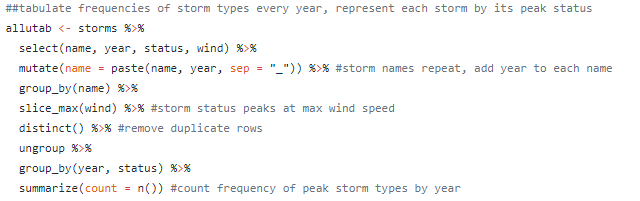 ##tabulate frequencies of storm types every year, represent each storm by its peak status
allutab <- storms %>%
select(name, year, status, wind) %>%
mutate(name = paste(name, year, sep = "_")) %>% #storm names repeat, add year to each name
group_by(name) %>%
slice_max(wind) %>% #storm status peaks at max wind speed
distinct() %>% #remove duplicate rows
ungroup %>%
group_by(year, status) %>%
summarize(count = n()) #count frequency of peak storm types by year